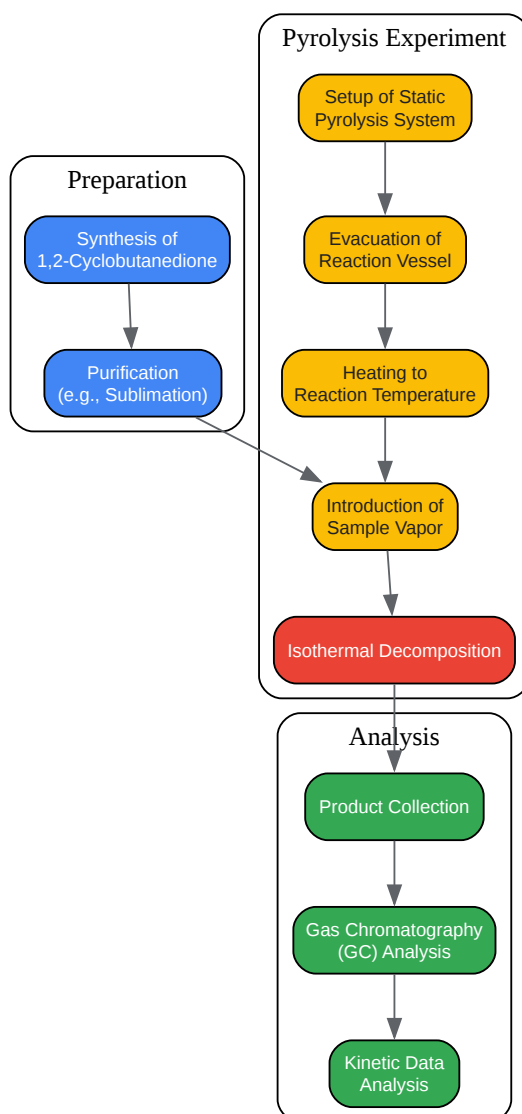 Pyrolysis Experiment
Setup of Static
Pyrolysis System
Preparation
Synthesis of
1,2-Cyclobutanedione
Evacuation of
Reaction Vessel
Purification
(e.g., Sublimation)
Heating to
Reaction Temperature
Introduction of
Sample Vapor
Isothermal Decomposition
Analysis
Product Collection
Gas Chromatography
(GC) Analysis
Kinetic Data
Analysis